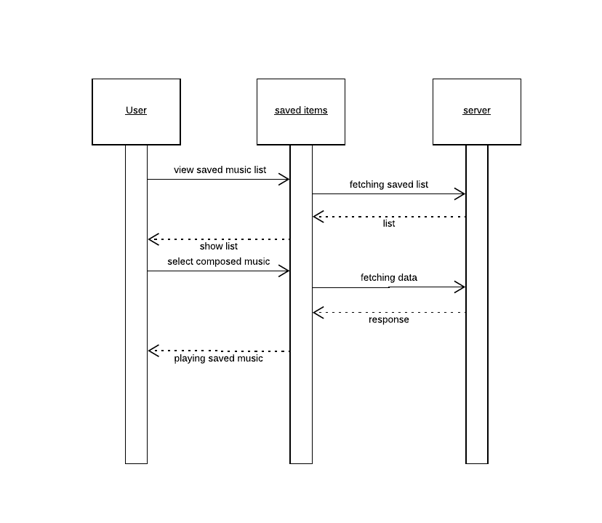 User
saved items
server
view saved music list
fetching saved list
list
show list
select composed music
fetching data
response
playing saved music